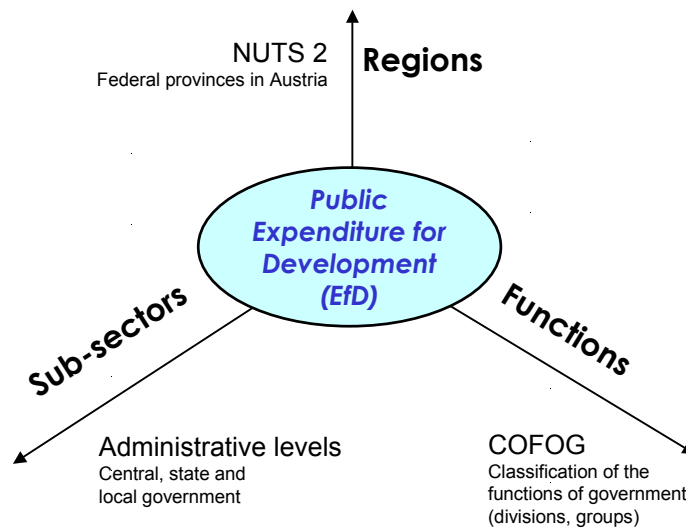 NUTS 2
Federal provinces in Austria
Regions
Public
Expenditure for
Development
(EfD)
Sub-sectors
Functions
Administrative levels
Central, state and
local government
COFOG
Classification of the
functions of government
(divisions, groups)